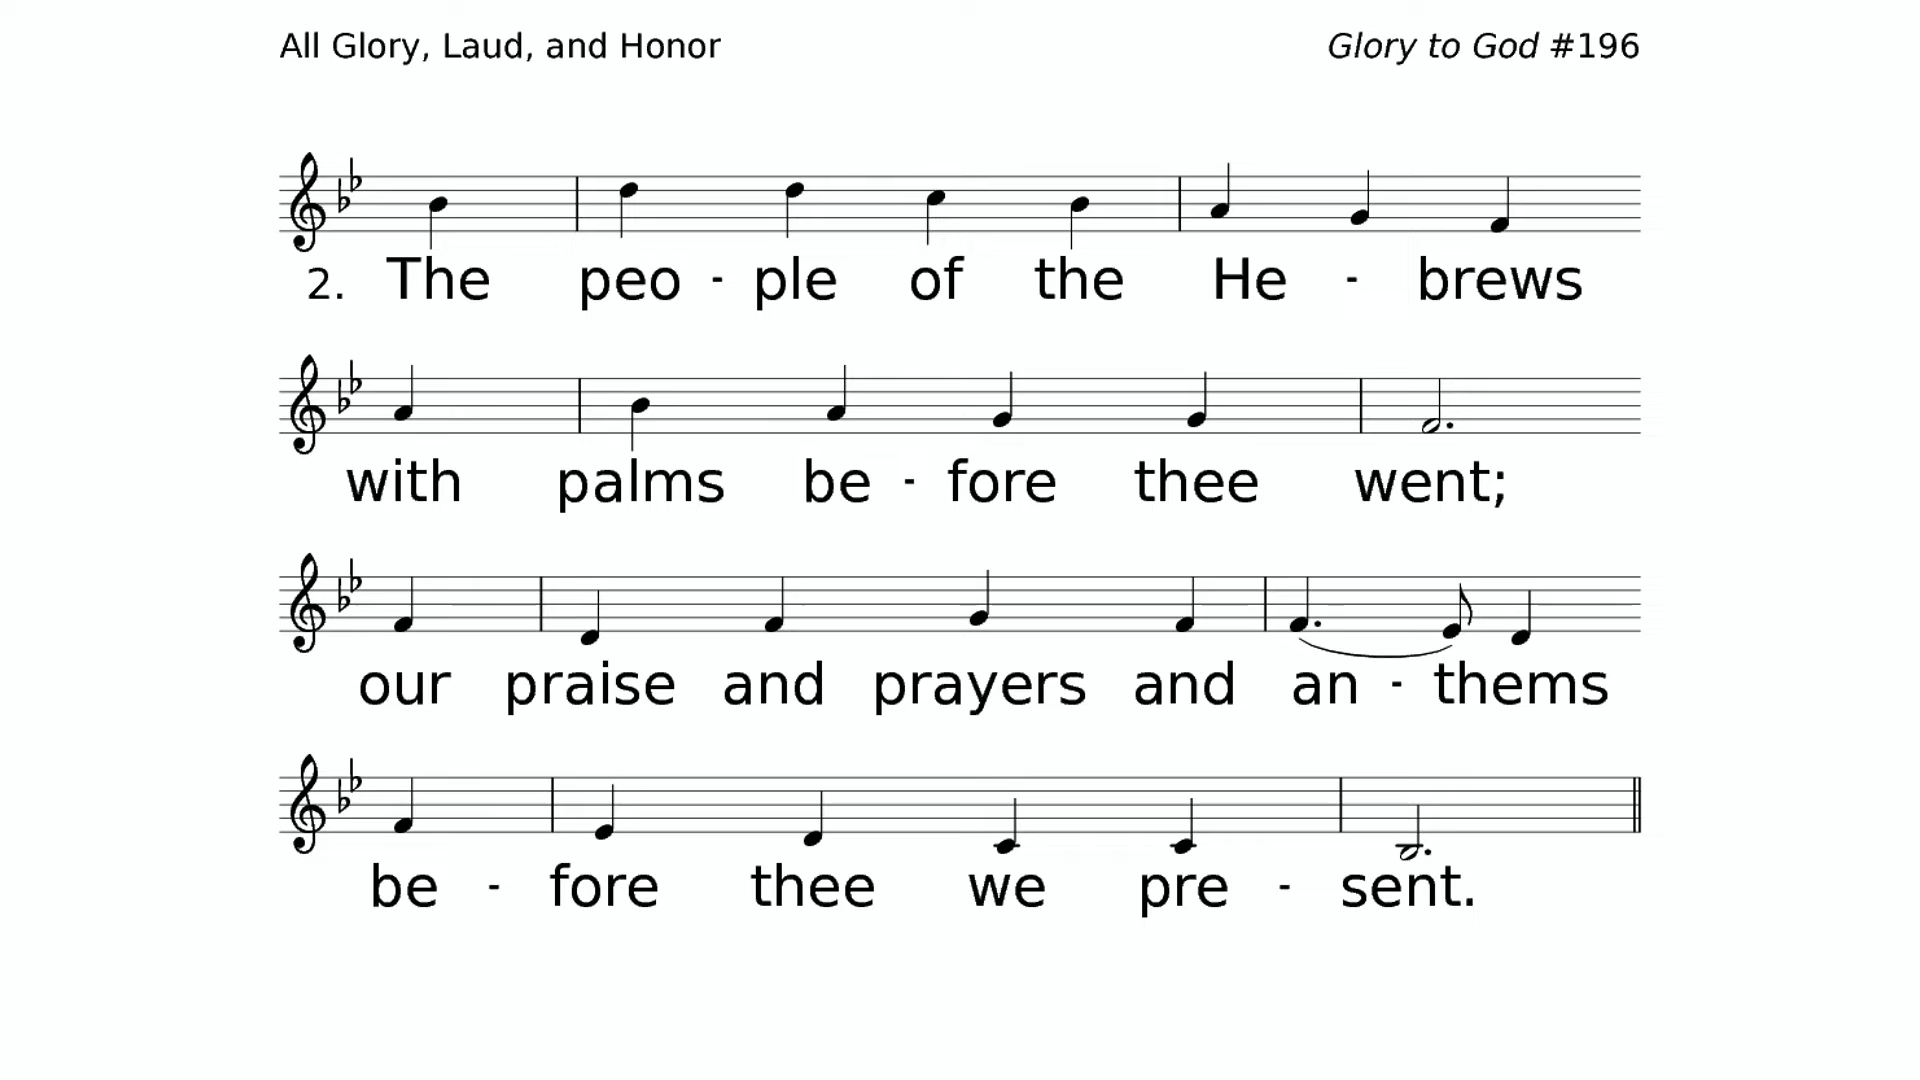 All Glory, Laud, and Honor Glory to God #196
2. The peo - ple of the He - brews
with palms be - fore thee went;
our praise and prayers and an - thems
be - fore thee we pre - sent.